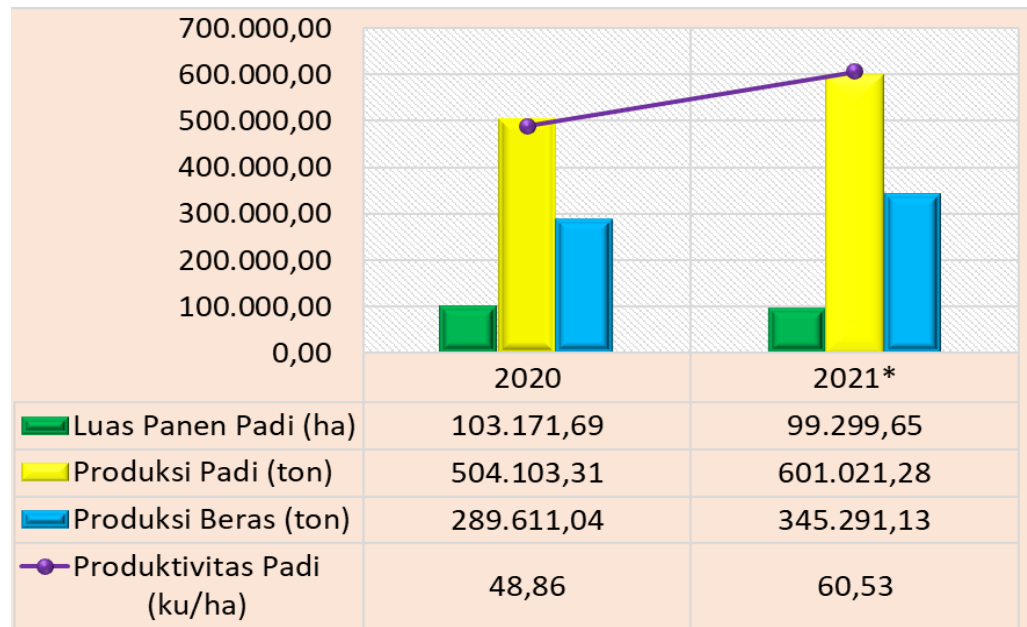 700.000,00
600.000,00
500.000,00
400.000,00
300.000,00
200.000,00
100.000,00
0,00
2020 2021*
Luas Panen Padi (ha) 103.171,69 99.299,65
Produksi Padi (ton) 504.103,31 601.021,28
Produksi Beras (ton) 289.611,04 345.291,13
Produktivitas Padi
(ku/ha) 48,86 60,53